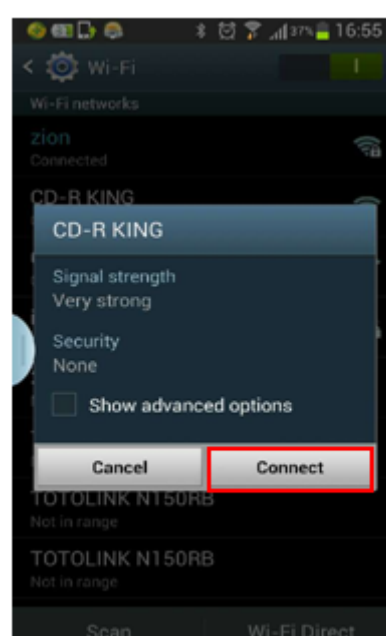 37% 16:55
Wi-Fi
Wi-Fi networks
zion
Connected
CD-R KING
CD-R KING
Signal strength
Very strong
Security
None
Show advanced options
Cancel Connect
TOTOLINK N150RB
Not in range
TOTOLINK N150RB
Not in range
Scan Wi-Fi Direct